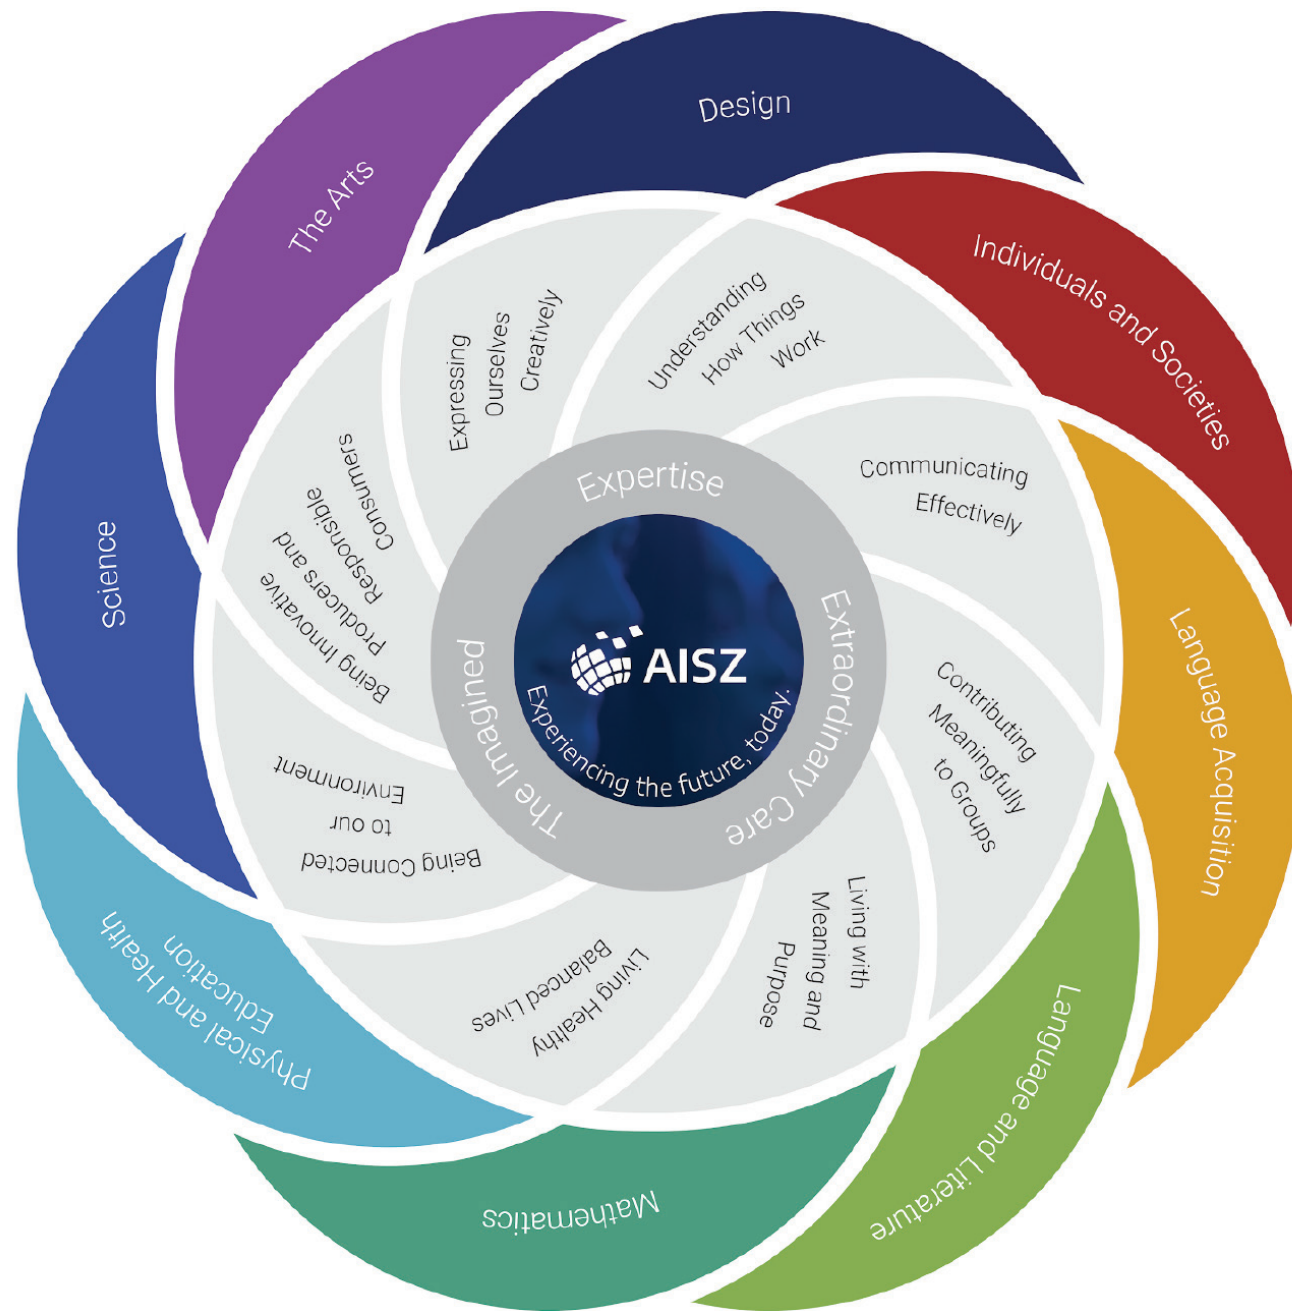 Design
Individuals and Societies
Language Acquisition
Language and Literature
Mathematics
Physical and Health
Education
Science
The Arts
Understanding
How Things
Work
Communicating
Effectively
Contributing
Meaningfully
to Groups
Living with
Meaning and
Purpose
Living Healthy
Balanced Lives
Being Connected
to our
Environment
Being Innovative
Producers and
Responsible
Consumers
Expressing
Ourselves
Creatively
Expertise
Extraordinary Care
The Imagined
AISZ
Experiencing the future, today.